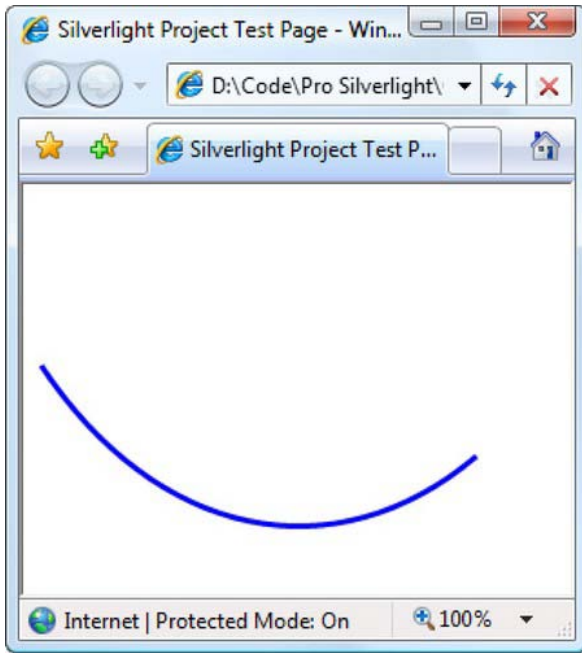 Silverlight Project Test Page - Win...
D:\Code\Pro Silverlight\
Silverlight Project Test P...
Internet | Protected Mode: On
100%